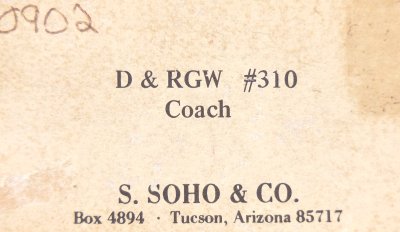 0902
D & RGW #310
Coach
S. SOHO & CO.
Box 4894 · Tucson, Arizona 85717